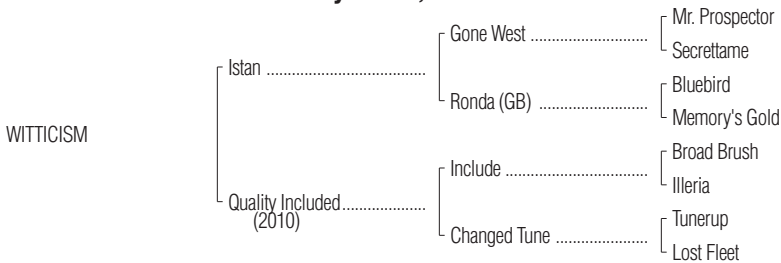 Mr. Prospector
Gone West
Secrettame
Istan
Bluebird
Ronda (GB)
Memory's Gold
WITTICISM
Broad Brush
Include
Illeria
Quality Included
(2010)
Tunerup
Changed Tune
Lost Fleet